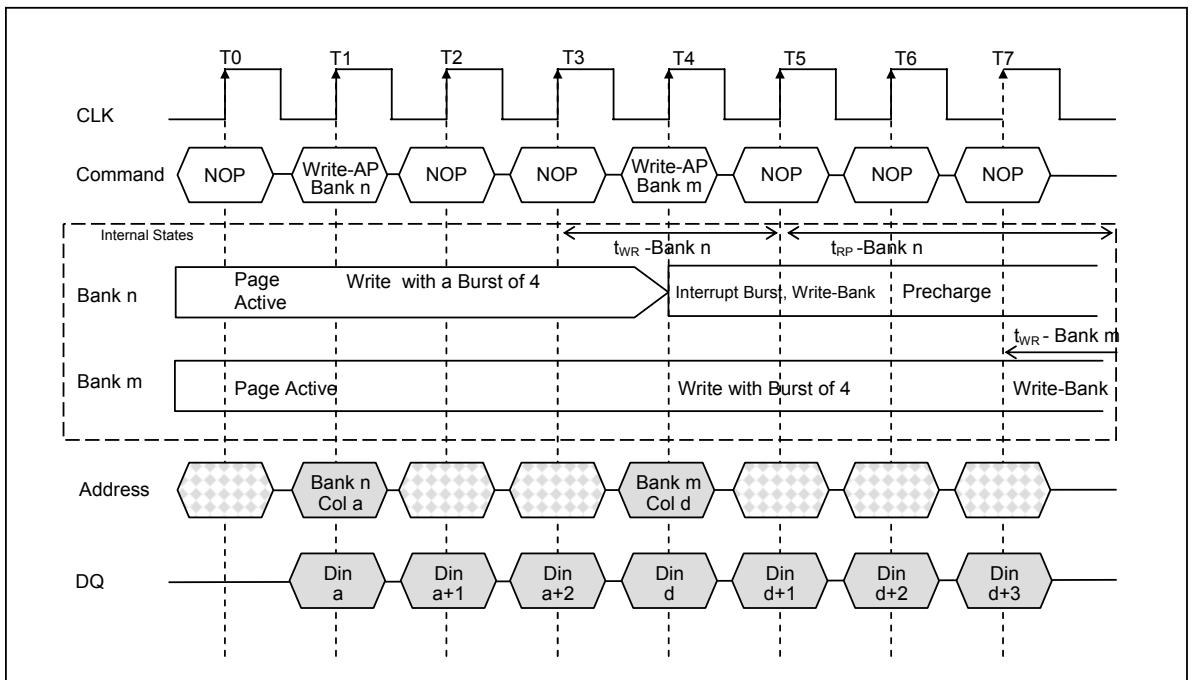 T0 T1 T2 T3 T4 T5 T6 T7
CLK
Command NOP Write-AP Bank n NOP NOP Write-AP Bank m NOP NOP NOP
Internal States
tWR -Bank n tRP -Bank n
Bank n Page Active Write with a Burst of 4 Interrupt Burst, Write-Bank Precharge
tWR - Bank m
Bank m Page Active Write with Burst of 4 Write-Bank
Address Bank n Col a Bank m Col d
DQ Din a Din a+1 Din a+2 Din d Din d+1 Din d+2 Din d+3